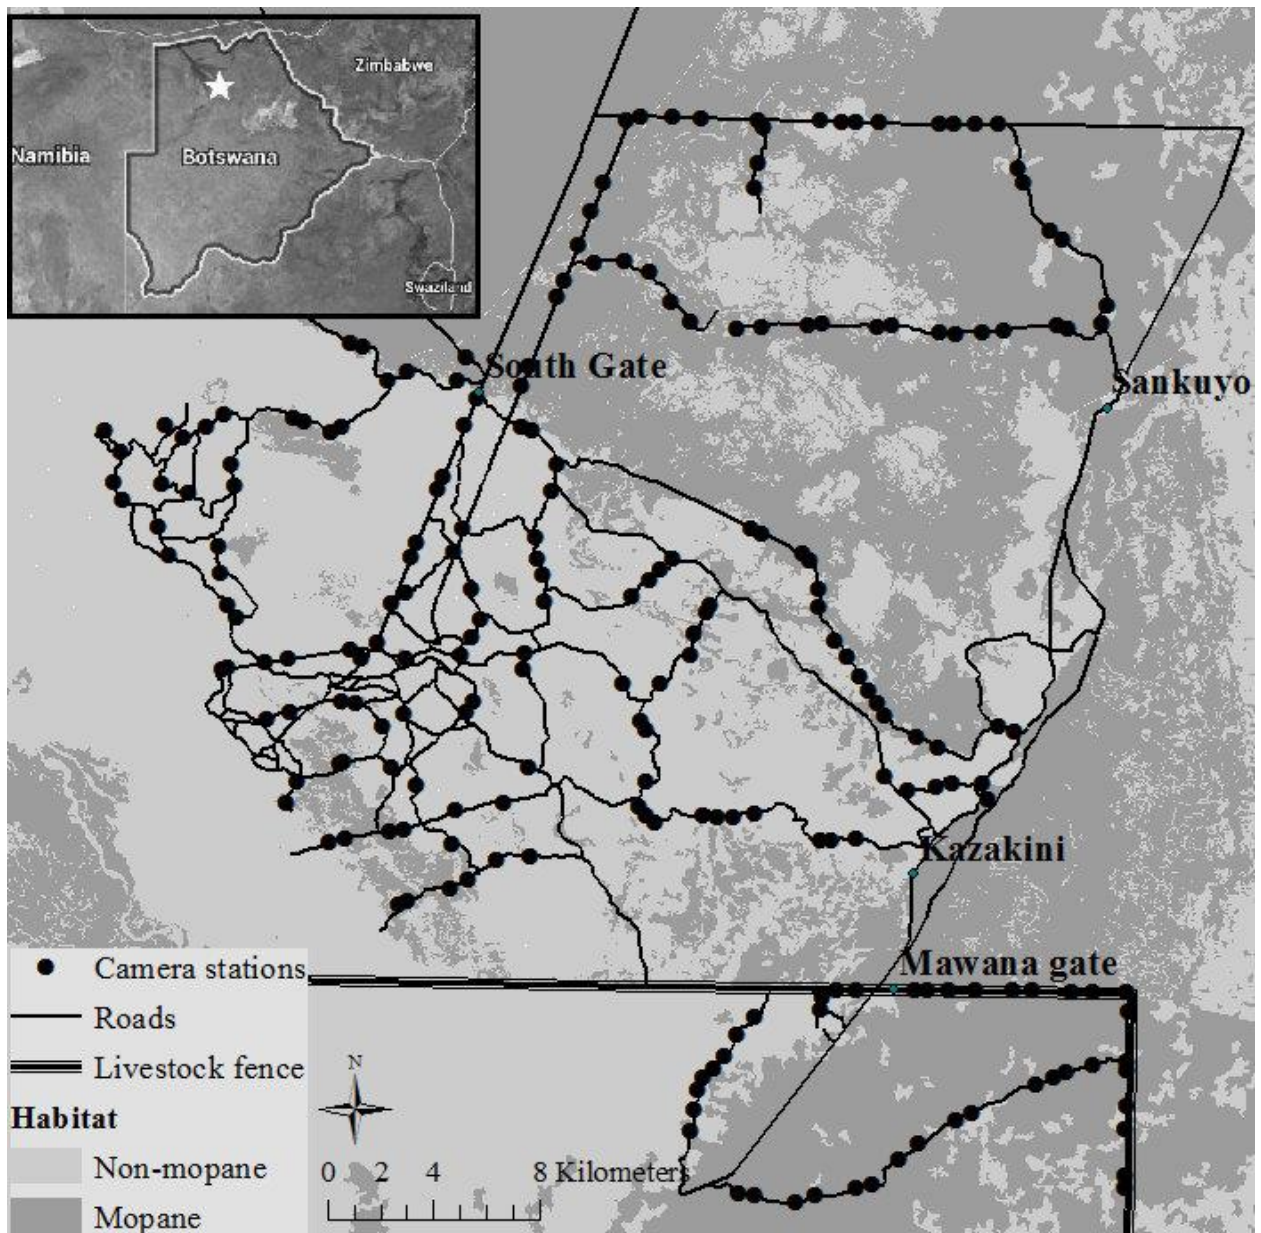 Zimbabwe
Namibia
Botswana
Swaziland
South Gate
Sankuyo
Kazakini
Mawana gate
Camera stations
Roads
Livestock fence
Habitat
Non-mopane
Mopane
N
0 2 4 8 Kilometers